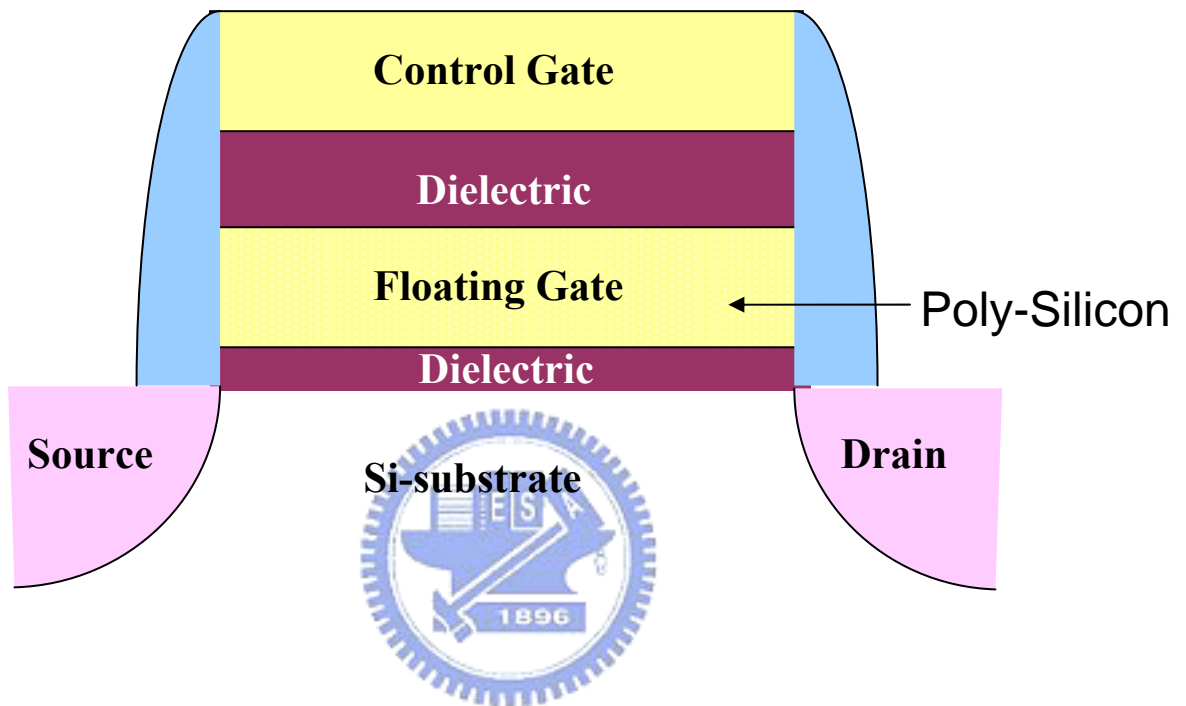 Control Gate
Dielectric
Floating Gate
Poly-Silicon
Dielectric
Source
Si-substrate
Drain
E S A
1896